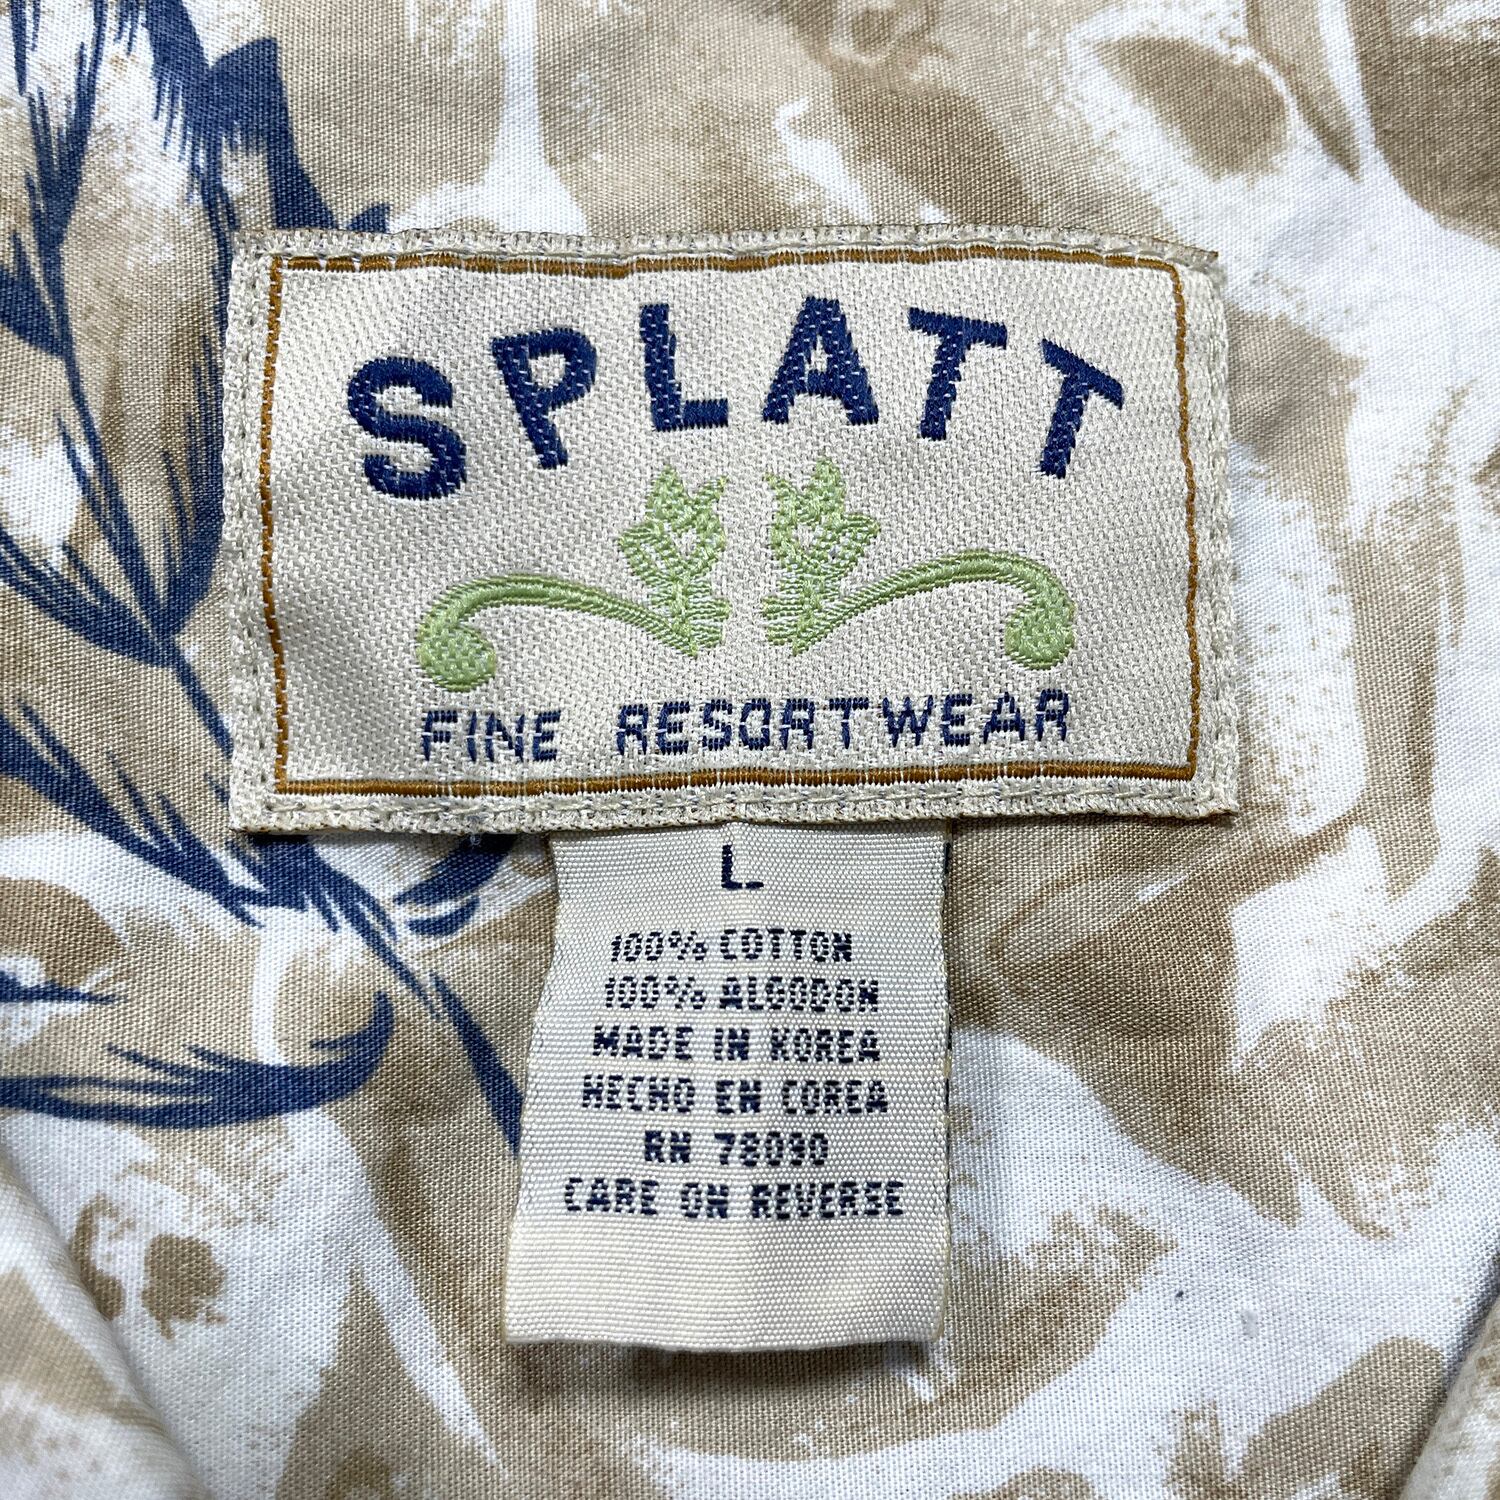 SPLATT
FINE RESORTWEAR
L
100% COTTON
100% ALGODON
MADE IN KOREA
HECHO EN COREA
RN 78090
CARE ON REVERSE